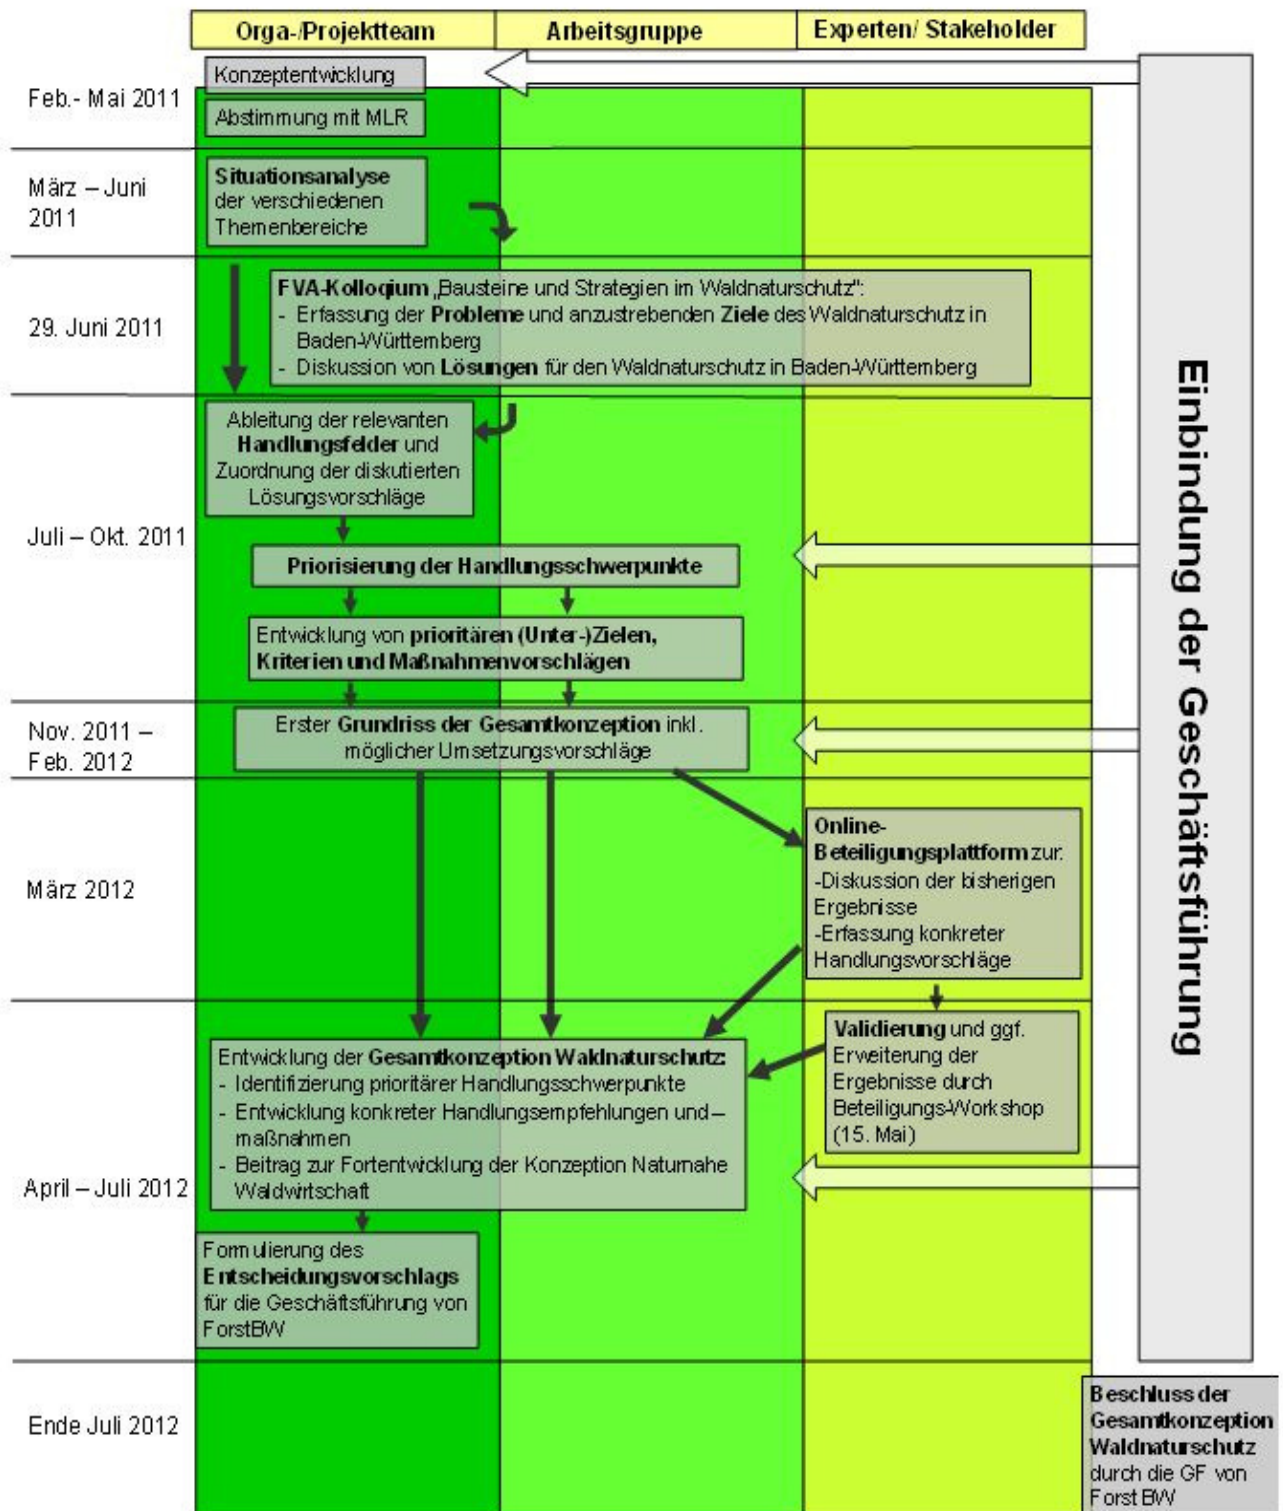 Orga-/Projektteam
Arbeitsgruppe
Experten/ Stakeholder
Feb.- Mai 2011
Konzeptentwicklung
Abstimmung mit MLR
März – Juni
2011
Situationsanalyse
der verschiedenen
Themenbereiche
29. Juni 2011
FVA-Kolloqium „Bausteine und Strategien im Waldnaturschutz":
- Erfassung der Probleme und anzustrebenden Ziele des Waldnaturschutz in
Baden-Württemberg
- Diskussion von Lösungen für den Waldnaturschutz in Baden-Württemberg
Juli – Okt. 2011
Ableitung der relevanten
Handlungsfelder und
Zuordnung der diskutierten
Lösungsvorschläge
Priorisierung der Handlungsschwerpunkte
Entwicklung von prioritären (Unter-)Zielen,
Kriterien und Maßnahmenvorschlägen
Nov. 2011 –
Feb. 2012
Erster Grundriss der Gesamtkonzeption inkl.
möglicher Umsetzungsvorschläge
März 2012
Online-
Beteiligungsplattform zur:
-Diskussion der bisherigen
Ergebnisse
-Erfassung konkreter
Handlungsvorschläge
April – Juli 2012
Entwicklung der Gesamtkonzeption Waldnaturschutz:
- Identifizierung prioritärer Handlungsschwerpunkte
- Entwicklung konkreter Handlungsempfehlungen und –
maßnahmen
- Beitrag zur Fortentwicklung der Konzeption Naturnahe
Waldwirtschaft
Validierung und ggf.
Erweiterung der
Ergebnisse durch
Beteiligungs-Workshop
(15. Mai)
Formulierung des
Entscheidungsvorschlags
für die Geschäftsführung von
ForstBW
Ende Juli 2012
Beschluss der
Gesamtkonzeption
Waldnaturschutz
durch die GF von
Forst BW
Einbindung der Geschäftsführung